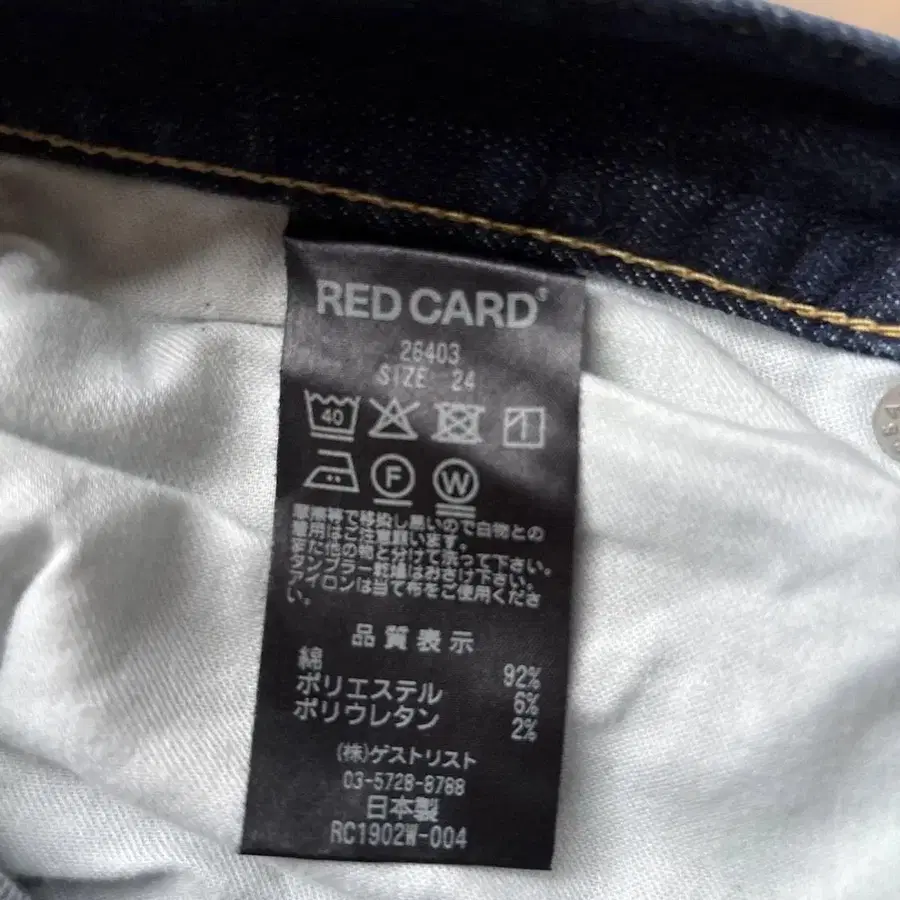 RED CARD®
26403
SIZE 24
40
F
W
摩擦等で移染し易いので白物との
着用はご注意願います。
また他の物と分けて洗って下さい。
タンブラー乾燥はおさけ下さい。
アイロンは当て布をご使用くださ
い。
品質表示
綿 92%
ポリエステル 6%
ポリウレタン 2%
(株)ゲストリスト
03-5728-8788
日本製
RC1902W-004